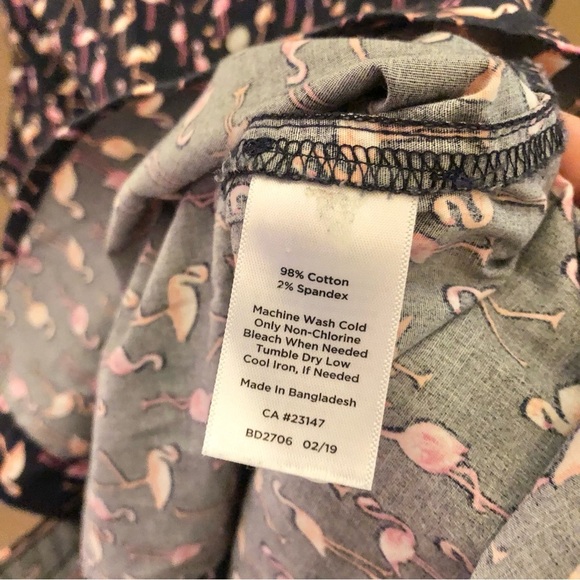 98% Cotton
2% Spandex
Machine Wash Cold
Only Non-Chlorine
Bleach When Needed
Tumble Dry Low
Cool Iron, If Needed
Made In Bangladesh
CA #23147
BD2706 02/19